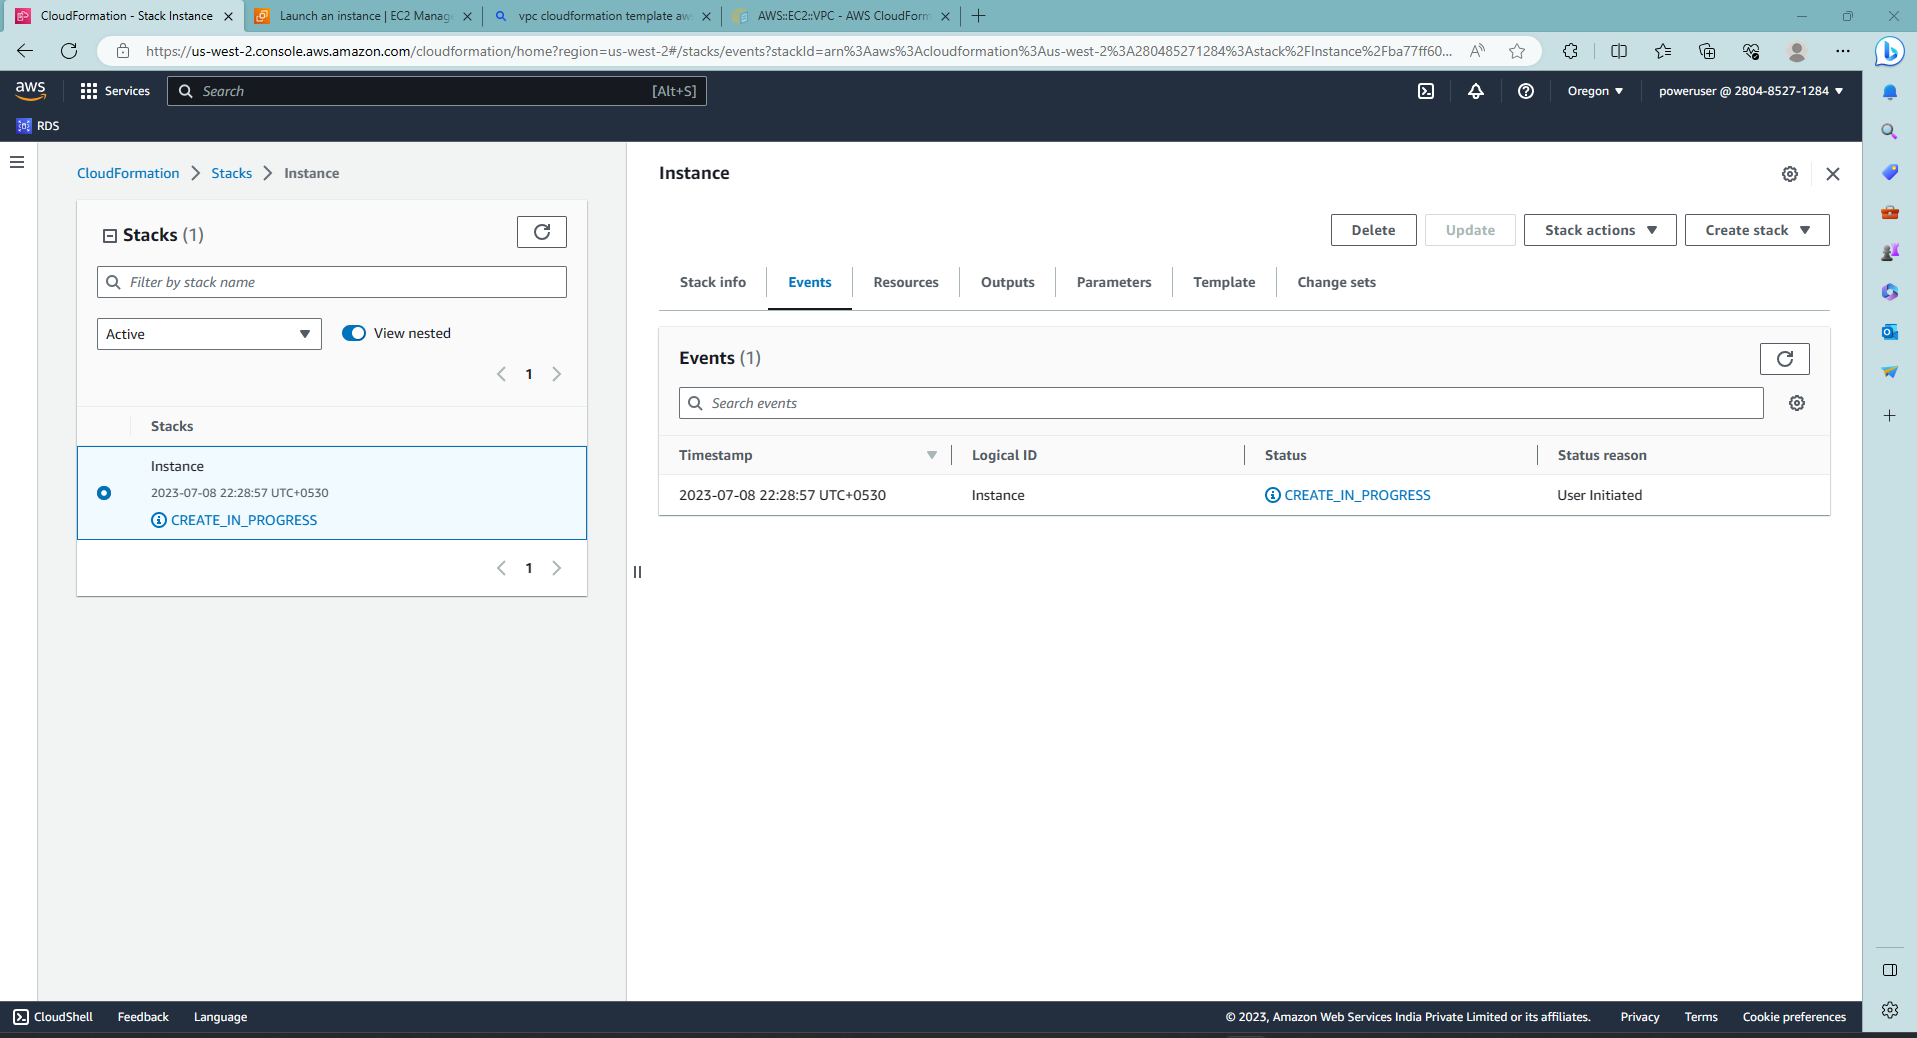 CloudFormation - Stack Instance
Launch an instance | EC2 Manag
vpc cloudformation template aw
AWS::EC2::VPC - AWS CloudForm
https://us-west-2.console.aws.amazon.com/cloudformation/home?region=us-west-2#/stacks/events?stackId=arn%3Aaws%3Acloudformation%3Aus-west-2%3A280485271284%3Astack%2FInstance%2Fba77ff60...
aws
Services
Search
[Alt+S]
Oregon
poweruser @ 2804-8527-1284
RDS
CloudFormation
Stacks
Instance
Stacks (1)
Filter by stack name
Active
View nested
1
Stacks
Instance
2023-07-08 22:28:57 UTC+0530
CREATE_IN_PROGRESS
1
Instance
Delete
Update
Stack actions
Create stack
Stack info
Events
Resources
Outputs
Parameters
Template
Change sets
Events (1)
Search events
Timestamp
Logical ID
Status
Status reason
2023-07-08 22:28:57 UTC+0530
Instance
CREATE_IN_PROGRESS
User Initiated
CloudShell
Feedback
Language
© 2023, Amazon Web Services India Private Limited or its affiliates.
Privacy
Terms
Cookie preferences